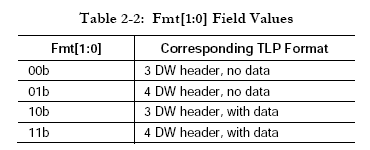 Table 2-2: Fmt[1:0] Field Values
Fmt[1:0] Corresponding TLP Format
00b 3 DW header, no data
01b 4 DW header, no data
10b 3 DW header, with data
11b 4 DW header, with data